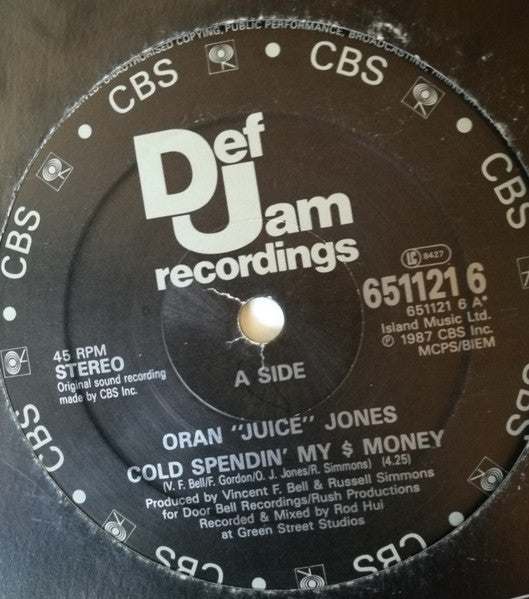 UNAUTHORISED COPYING, PUBLIC PERFORMANCE, BROADCASTING, HIRING OR
CBS
CBS
CBS
CBS
CBS
CBS
CBS
CBS
Def
Jam
recordings
LC 8427
651121 6
651121 6 A*
Island Music Ltd.
℗ 1987 CBS Inc.
MCPS/BIEM
45 RPM
STEREO
Original sound recording
made by CBS Inc.
A SIDE
ORAN "JUICE" JONES
COLD SPENDIN' MY $ MONEY
(V. F. Bell/F. Gordon/O. J. Jones/R. Simmons) (4.25)
Produced by Vincent F. Bell & Russell Simmons
for Door Bell Recordings/Rush Productions
Recorded & Mixed by Rod Hui
at Green Street Studios